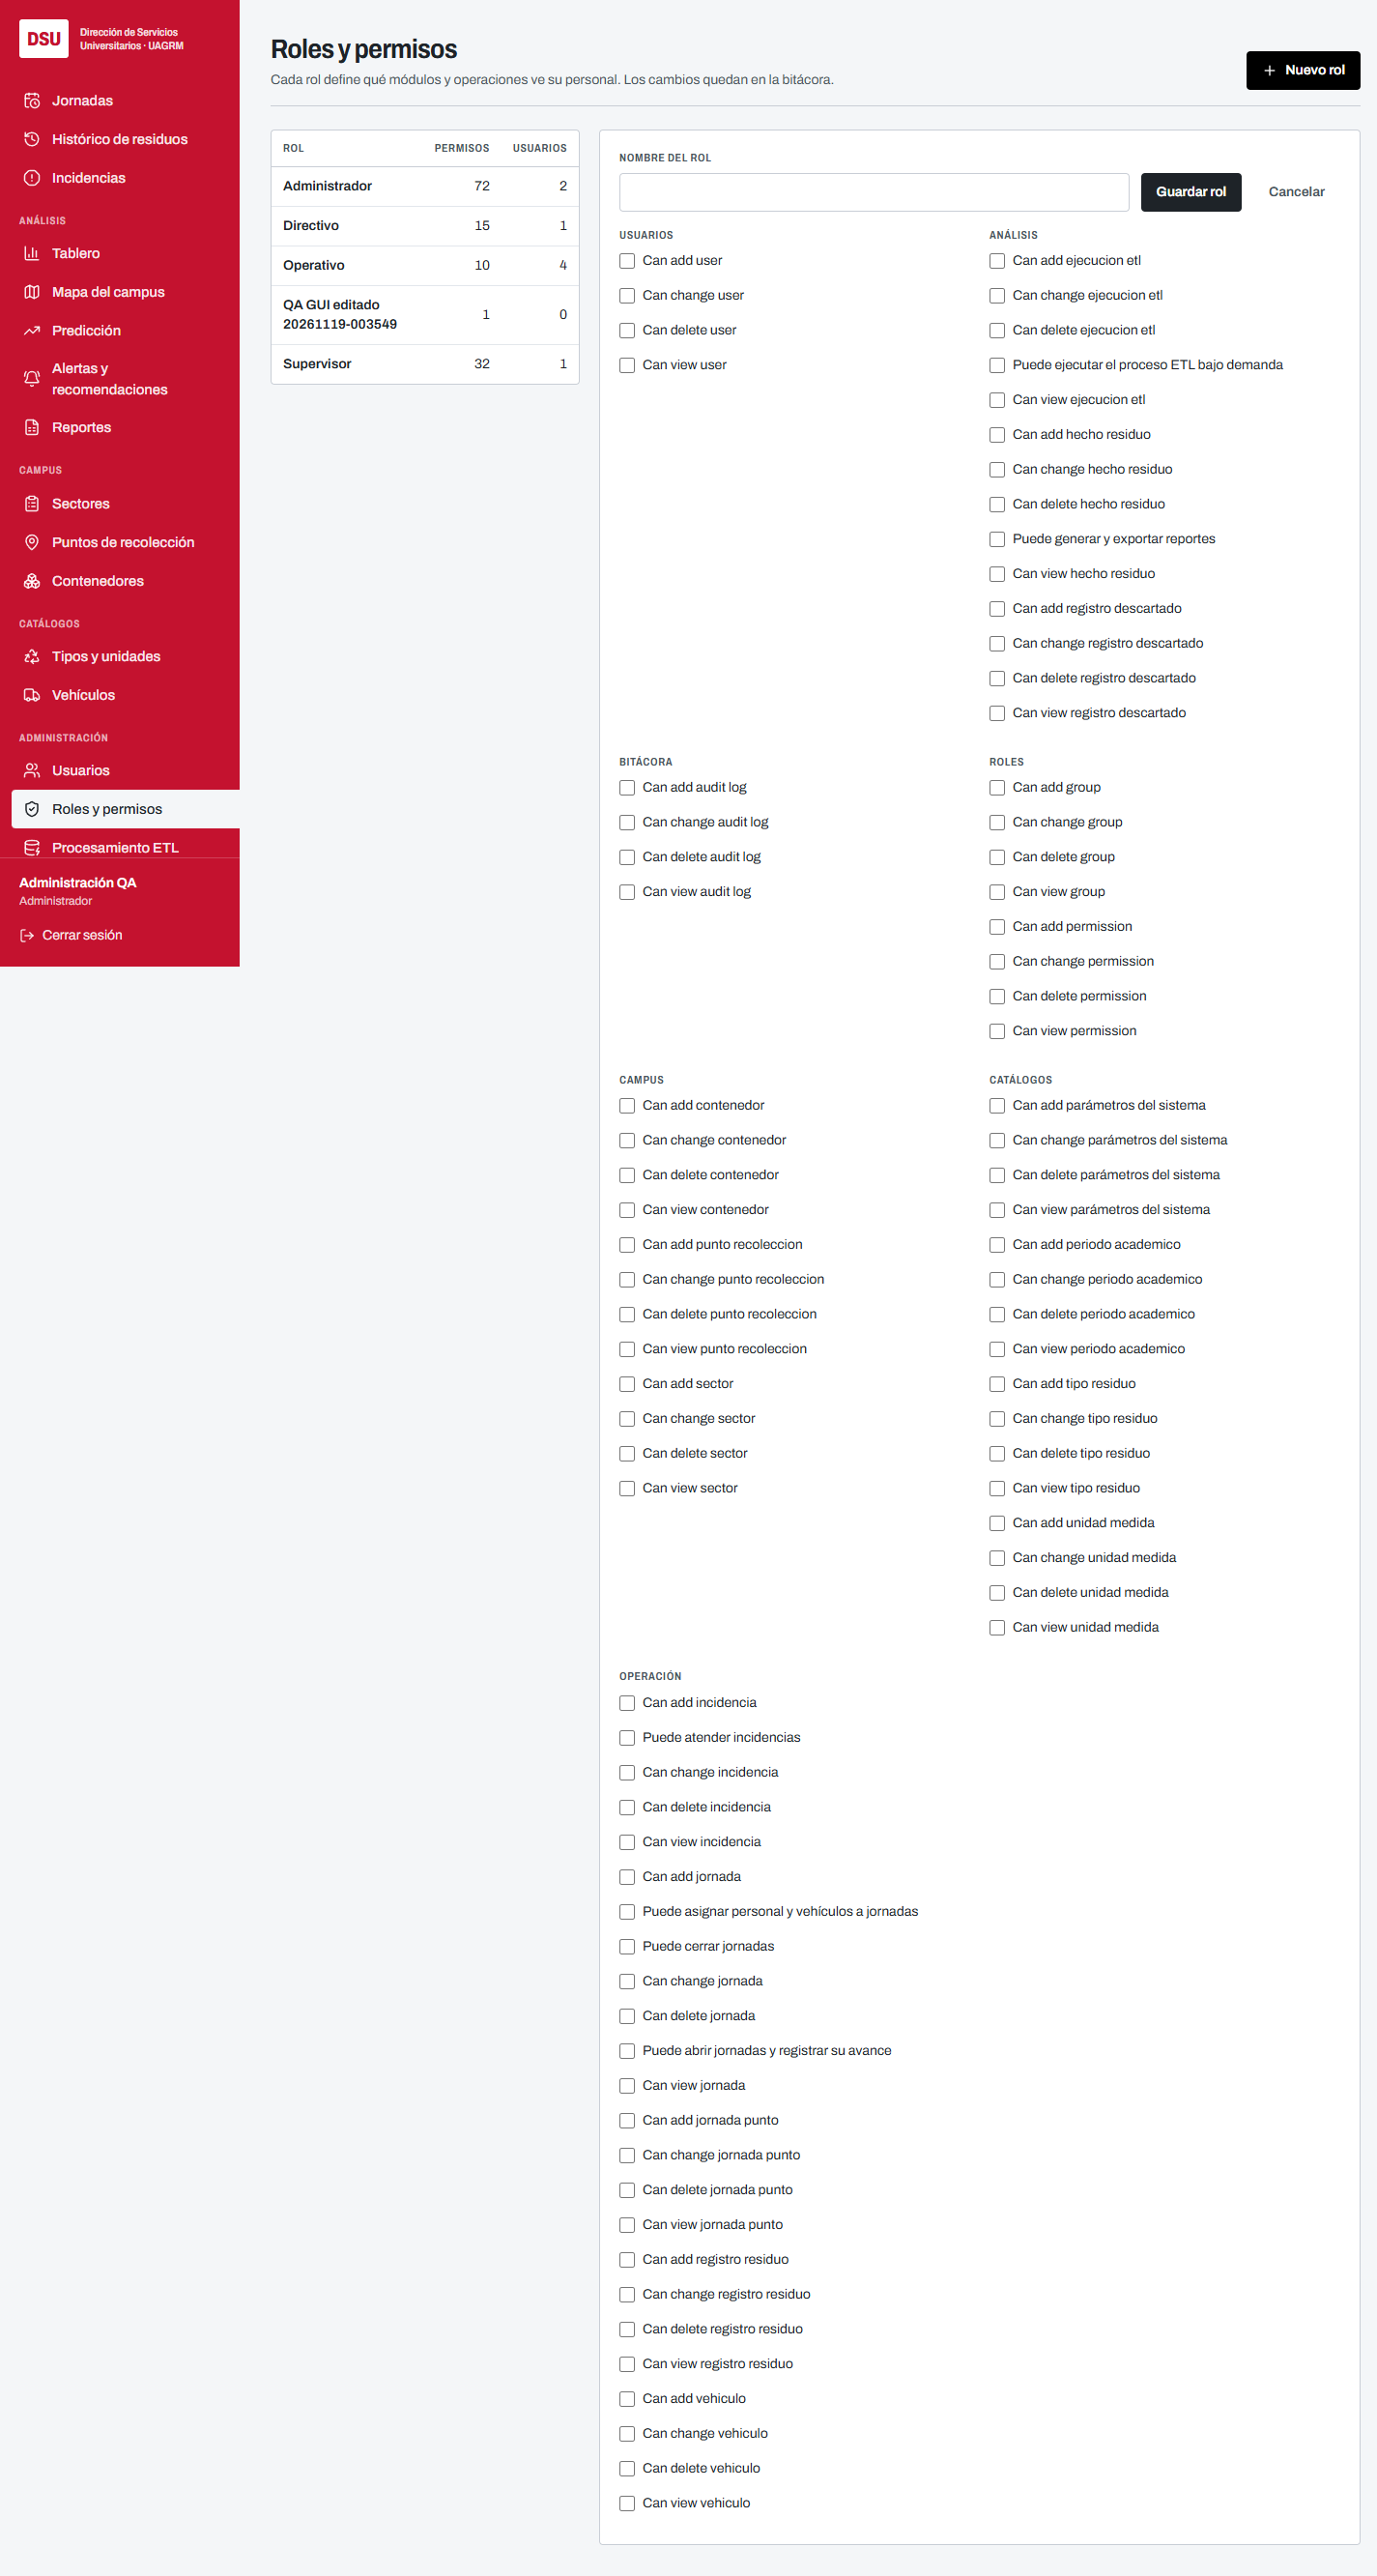 DSU
Dirección de Servicios
Universitarios · UAGRM
Jornadas
Histórico de residuos
Incidencias
ANÁLISIS
Tablero
Mapa del campus
Predicción
Alertas y
recomendaciones
Reportes
CAMPUS
Sectores
Puntos de recolección
Contenedores
CATÁLOGOS
Tipos y unidades
Vehículos
ADMINISTRACIÓN
Usuarios
Roles y permisos
Procesamiento ETL
Administración QA
Administrador
Cerrar sesión
Roles y permisos
Cada rol define qué módulos y operaciones ve su personal. Los cambios quedan en la bitácora.
Nuevo rol
ROL PERMISOS USUARIOS
Administrador 72 2
Directivo 15 1
Operativo 10 4
QA GUI editado
20261119-003549 1 0
Supervisor 32 1
NOMBRE DEL ROL
Guardar rol Cancelar
USUARIOS
Can add user
Can change user
Can delete user
Can view user
ANÁLISIS
Can add ejecucion etl
Can change ejecucion etl
Can delete ejecucion etl
Puede ejecutar el proceso ETL bajo demanda
Can view ejecucion etl
Can add hecho residuo
Can change hecho residuo
Can delete hecho residuo
Puede generar y exportar reportes
Can view hecho residuo
Can add registro descartado
Can change registro descartado
Can delete registro descartado
Can view registro descartado
BITÁCORA
Can add audit log
Can change audit log
Can delete audit log
Can view audit log
ROLES
Can add group
Can change group
Can delete group
Can view group
Can add permission
Can change permission
Can delete permission
Can view permission
CAMPUS
Can add contenedor
Can change contenedor
Can delete contenedor
Can view contenedor
Can add punto recoleccion
Can change punto recoleccion
Can delete punto recoleccion
Can view punto recoleccion
Can add sector
Can change sector
Can delete sector
Can view sector
CATÁLOGOS
Can add parámetros del sistema
Can change parámetros del sistema
Can delete parámetros del sistema
Can view parámetros del sistema
Can add periodo academico
Can change periodo academico
Can delete periodo academico
Can view periodo academico
Can add tipo residuo
Can change tipo residuo
Can delete tipo residuo
Can view tipo residuo
Can add unidad medida
Can change unidad medida
Can delete unidad medida
Can view unidad medida
OPERACIÓN
Can add incidencia
Puede atender incidencias
Can change incidencia
Can delete incidencia
Can view incidencia
Can add jornada
Puede asignar personal y vehículos a jornadas
Puede cerrar jornadas
Can change jornada
Can delete jornada
Puede abrir jornadas y registrar su avance
Can view jornada
Can add jornada punto
Can change jornada punto
Can delete jornada punto
Can view jornada punto
Can add registro residuo
Can change registro residuo
Can delete registro residuo
Can view registro residuo
Can add vehiculo
Can change vehiculo
Can delete vehiculo
Can view vehiculo